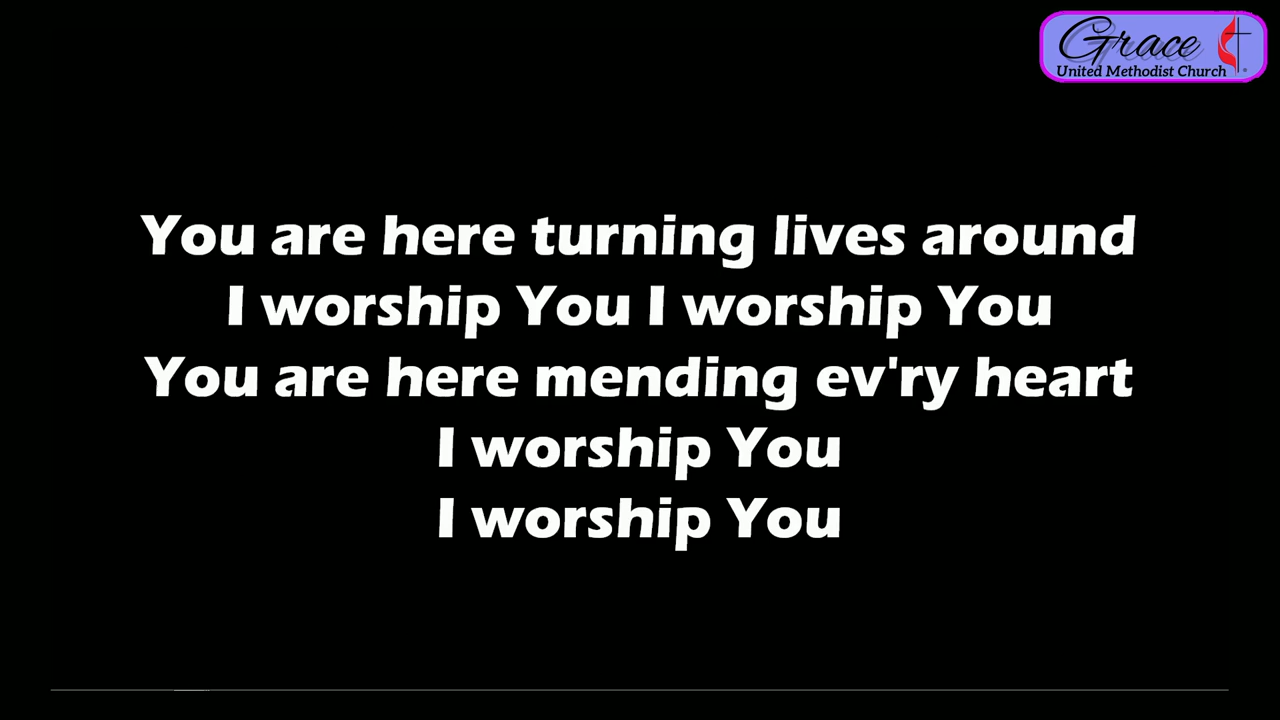 Grace
United Methodist Church
You are here turning lives around
I worship You I worship You
You are here mending ev'ry heart
I worship You
I worship You